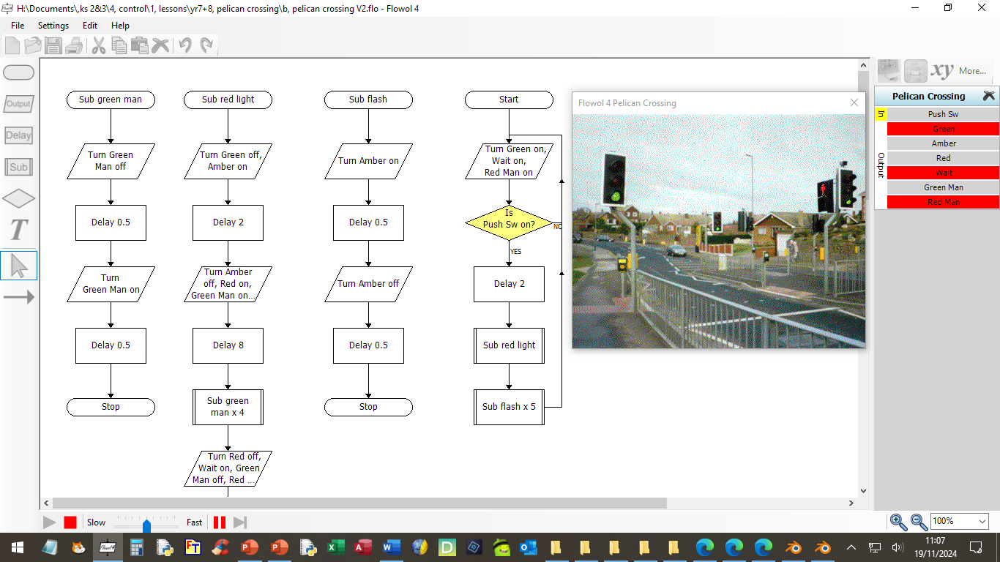 H:\Documents\,ks 2&3\4, control\1, lessons\yr7+8, pelican crossing\b, pelican crossing V2.flo - Flowol 4
File Settings Edit Help
Output
Delay
Sub
T
Sub green man
Turn Green
Man off
Delay 0.5
Turn
Green Man on
Delay 0.5
Stop
Sub red light
Turn Green off,
Amber on
Delay 2
Turn Amber
off, Red on,
Green Man on...
Delay 8
Sub green
man x 4
Turn Red off,
Wait on, Green
Man off, Red ...
Sub flash
Turn Amber on
Delay 0.5
Turn Amber off
Delay 0.5
Stop
Start
Turn Green on,
Wait on,
Red Man on
Is
Push Sw on?
NO
YES
Delay 2
Sub red light
Sub flash x 5
Flowol 4 Pelican Crossing
xy More...
Pelican Crossing
In
Push Sw
Output
Green
Amber
Red
Wait
Green Man
Red Man
Slow Fast
100%
Flowol 4
FT
P
P
X
A
W
D
O
11:07
19/11/2024